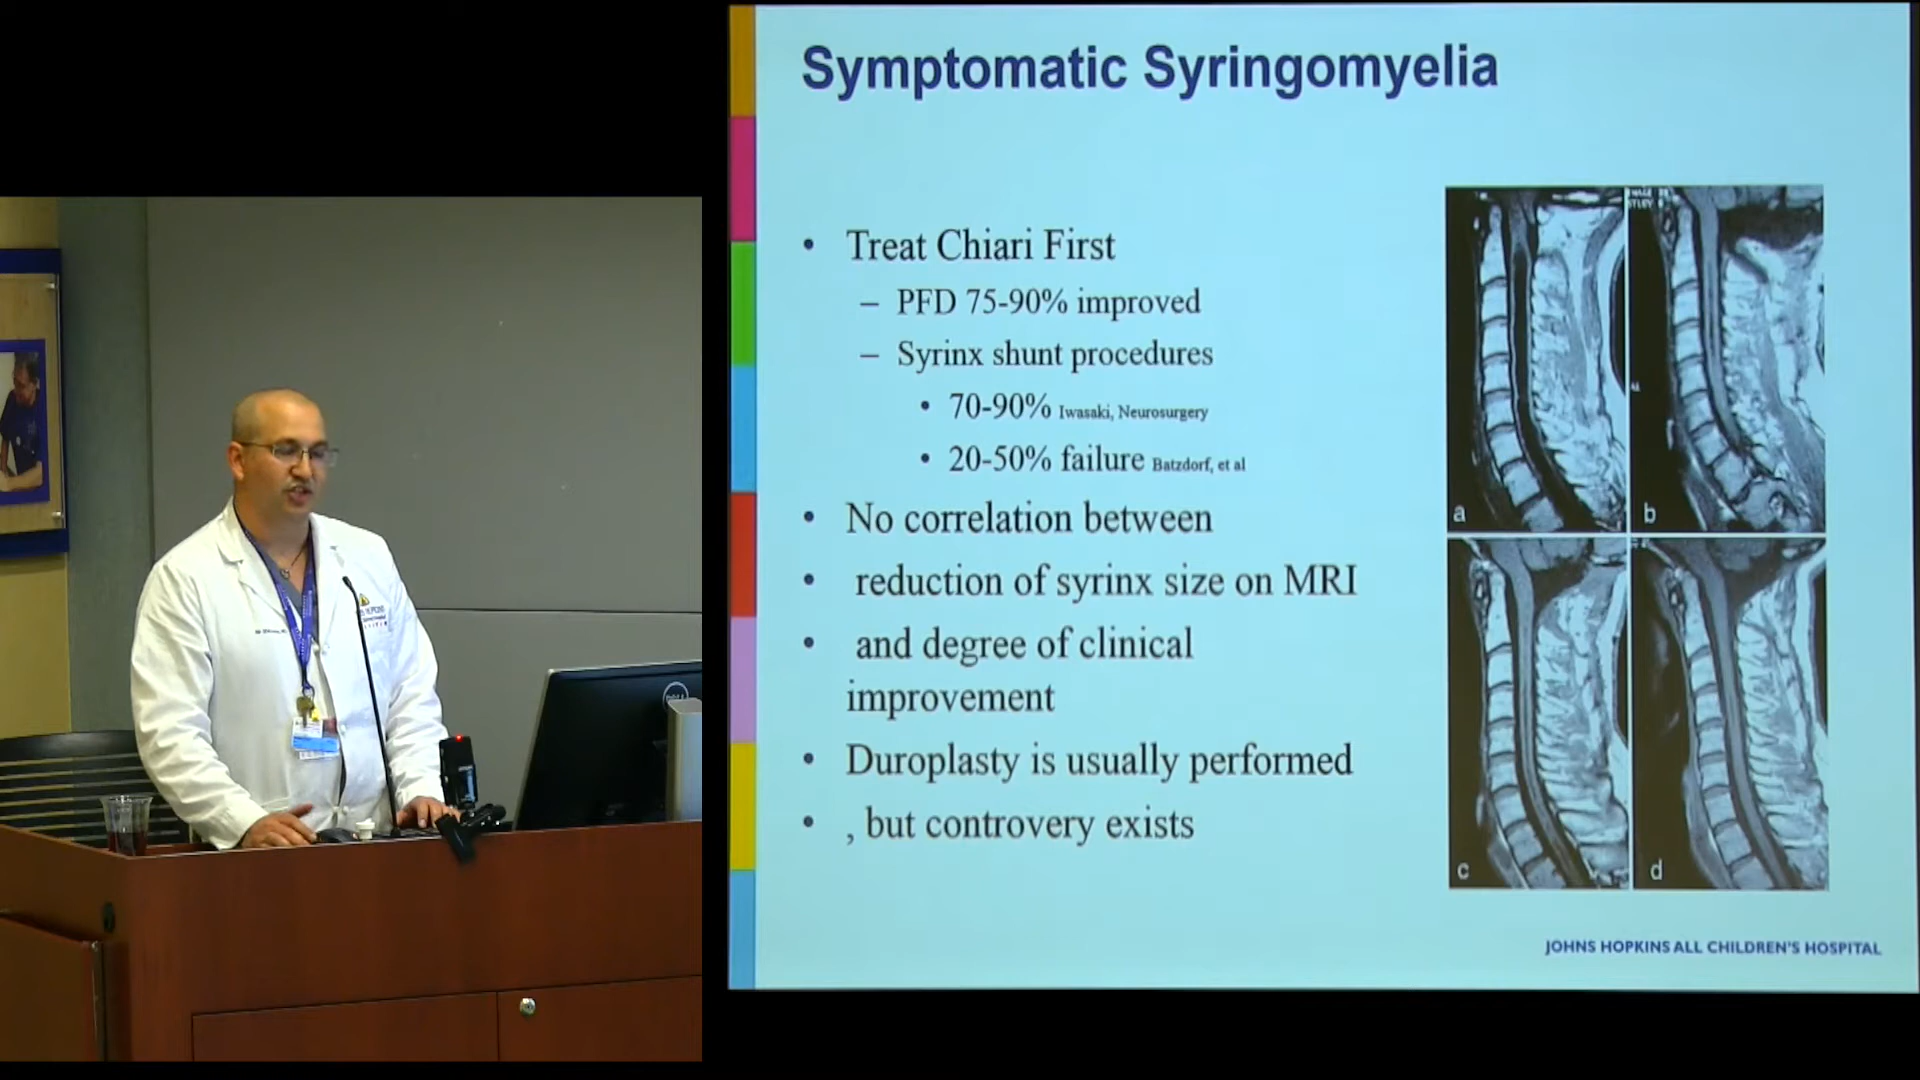 Symptomatic Syringomyelia
• Treat Chiari First
– PFD 75-90% improved
– Syrinx shunt procedures
• 70-90% Iwasaki, Neurosurgery
• 20-50% failure Batzdorf, et al
• No correlation between
• reduction of syrinx size on MRI
• and degree of clinical
improvement
• Duroplasty is usually performed
• , but controvery exists
a
b
c
d
JOHNS HOPKINS ALL CHILDREN'S HOSPITAL
DELL